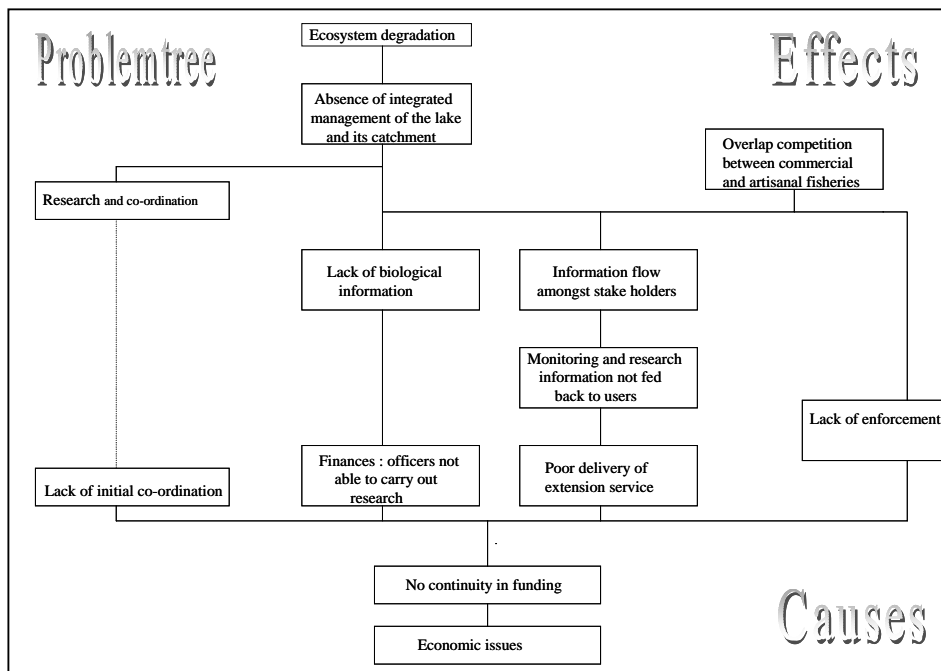 Problem tree
Effects
Ecosystem degradation
Absence of integrated
management of the lake
and its catchment
Overlap competition
between commercial
and artisanal fisheries
Research and co-ordination
Lack of biological
information
Information flow
amongst stake holders
Monitoring and research
information not fed
back to users
Lack of enforcement
Finances : officers not
able to carry out
research
Poor delivery of
extension service
Lack of initial co-ordination
No continuity in funding
Economic issues
Causes